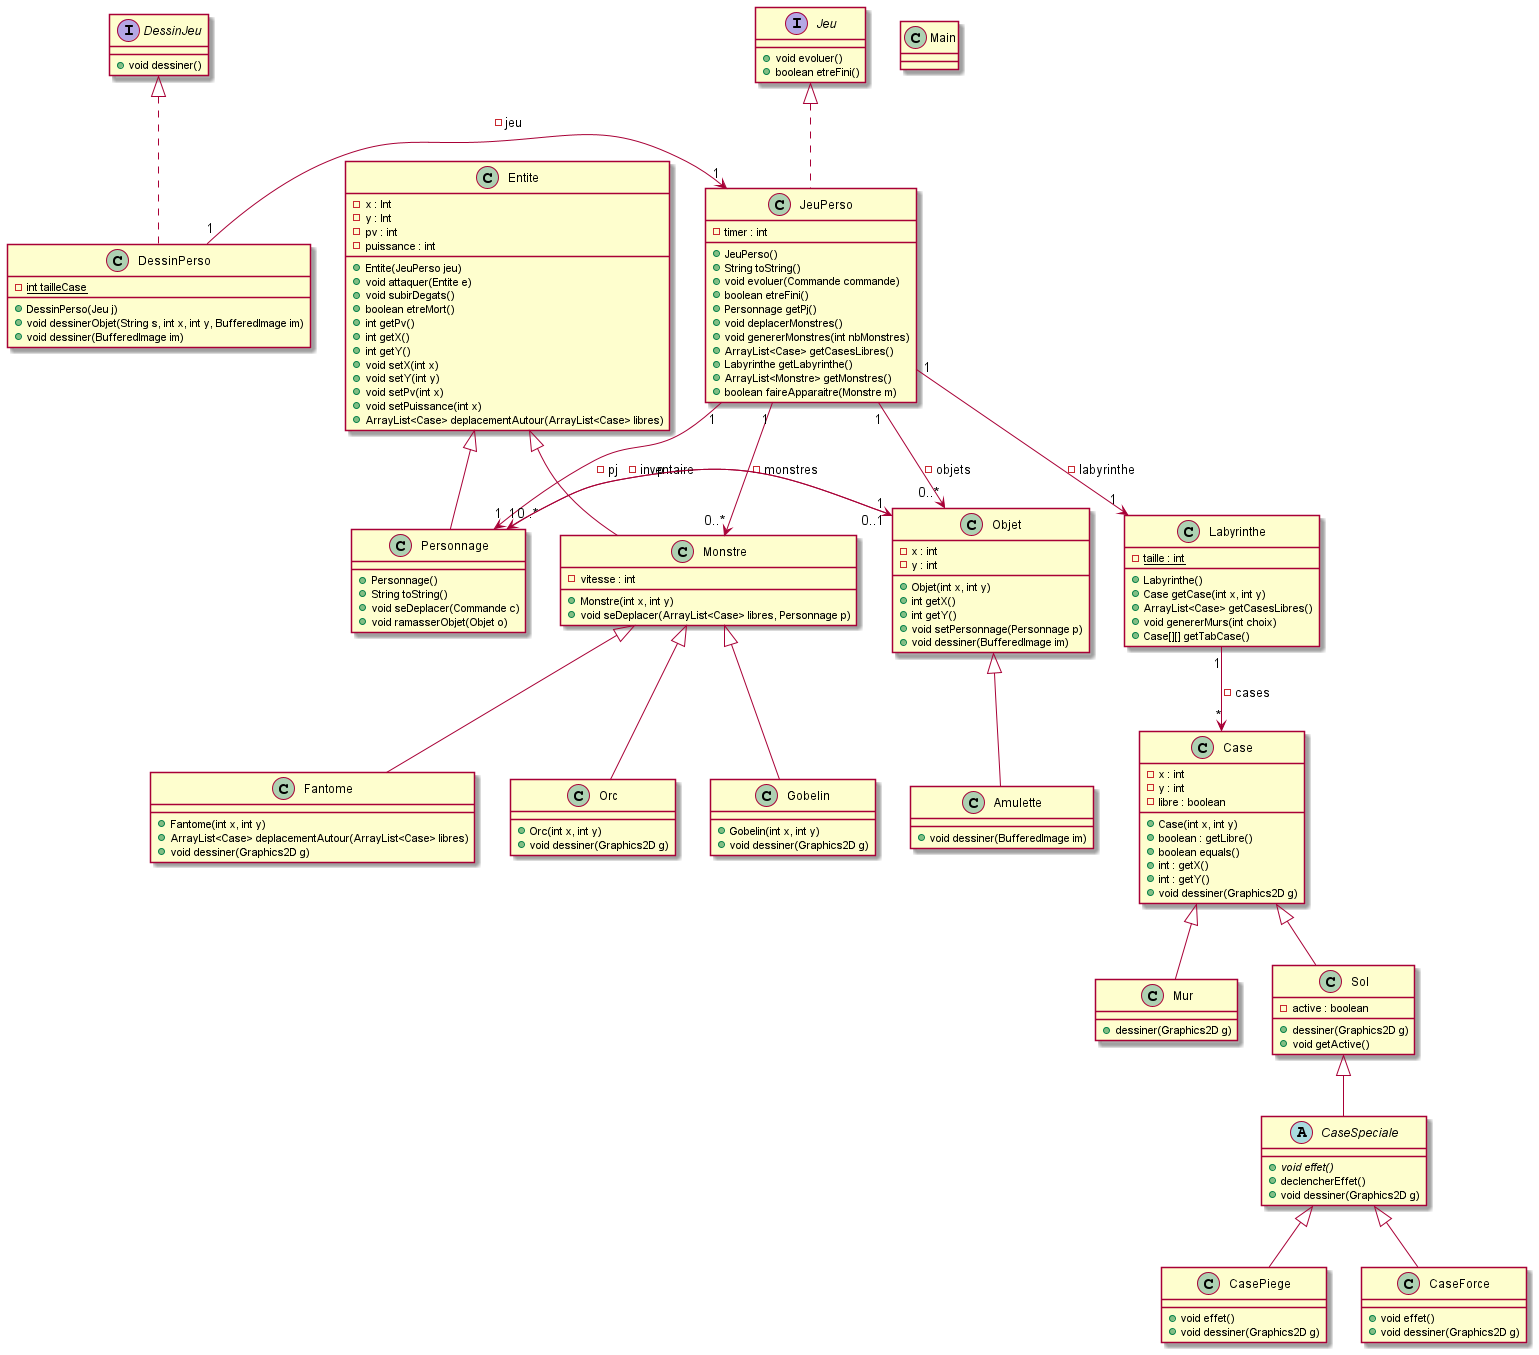 I DessinJeu
void dessiner()
I Jeu
void evoluer()
boolean etreFini()
C Main
jeu
1
1
C Entite
x : Int
y : Int
pv : int
puissance : int
Entite(JeuPerso jeu)
void attaquer(Entite e)
void subirDegats()
boolean etreMort()
int getPv()
int getX()
int getY()
void setX(int x)
void setY(int y)
void setPv(int x)
void setPuissance(int x)
ArrayList<Case> deplacementAutour(ArrayList<Case> libres)
C JeuPerso
timer : int
JeuPerso()
String toString()
void evoluer(Commande commande)
boolean etreFini()
Personnage getPj()
void deplacerMonstres()
void genererMonstres(int nbMonstres)
ArrayList<Case> getCasesLibres()
Labyrinthe getLabyrinthe()
ArrayList<Monstre> getMonstres()
boolean faireApparaitre(Monstre m)
C DessinPerso
int tailleCase
DessinPerso(Jeu j)
void dessinerObjet(String s, int x, int y, BufferedImage im)
void dessiner(BufferedImage im)
1
1
1
1
pj
inventaire
p
monstres
objets
labyrinthe
1
1
0..*
0..*
1
0..1
0..*
1
C Personnage
Personnage()
String toString()
void seDeplacer(Commande c)
void ramasserObjet(Objet o)
C Monstre
vitesse : int
Monstre(int x, int y)
void seDeplacer(ArrayList<Case> libres, Personnage p)
C Objet
x : int
y : int
Objet(int x, int y)
int getX()
int getY()
void setPersonnage(Personnage p)
void dessiner(BufferedImage im)
C Labyrinthe
taille : int
Labyrinthe()
Case getCase(int x, int y)
ArrayList<Case> getCasesLibres()
void genererMurs(int choix)
Case[][] getTabCase()
1
cases
*
C Fantome
Fantome(int x, int y)
ArrayList<Case> deplacementAutour(ArrayList<Case> libres)
void dessiner(Graphics2D g)
C Orc
Orc(int x, int y)
void dessiner(Graphics2D g)
C Gobelin
Gobelin(int x, int y)
void dessiner(Graphics2D g)
C Amulette
void dessiner(BufferedImage im)
C Case
x : int
y : int
libre : boolean
Case(int x, int y)
boolean : getLibre()
boolean equals()
int : getX()
int : getY()
void dessiner(Graphics2D g)
C Mur
dessiner(Graphics2D g)
C Sol
active : boolean
dessiner(Graphics2D g)
void getActive()
A CaseSpeciale
void effet()
declencherEffet()
void dessiner(Graphics2D g)
C CasePiege
void effet()
void dessiner(Graphics2D g)
C CaseForce
void effet()
void dessiner(Graphics2D g)